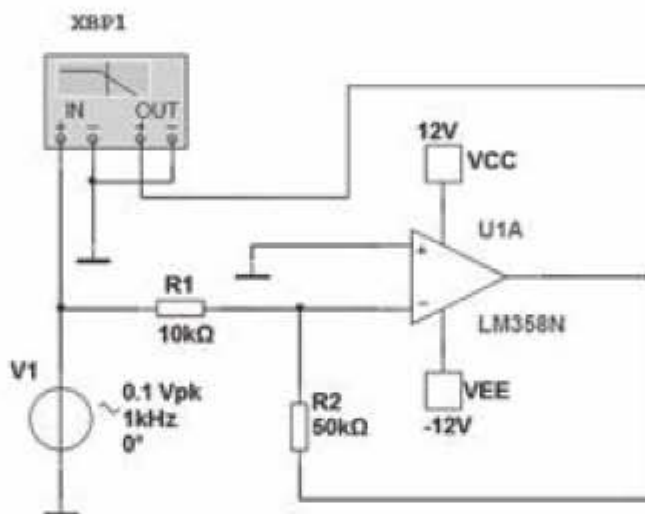 XBP1
IN OUT
+ − + −
12V
VCC
U1A
+
−
LM358N
R1
10kΩ
V1
0.1 Vpk
1kHz
0°
R2
50kΩ
VEE
-12V